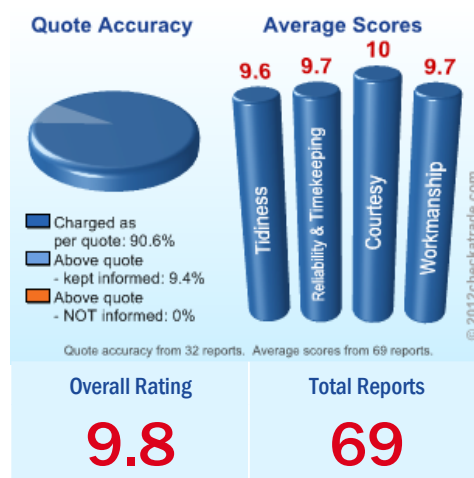 Quote Accuracy
Average Scores
9.6
9.7
10
9.7
Tidiness
Reliability & Timekeeping
Courtesy
Workmanship
Charged as
per quote: 90.6%
Above quote
- kept informed: 9.4%
Above quote
- NOT informed: 0%
© 2012checkatrade.com
Quote accuracy from 32 reports. Average scores from 69 reports.
Overall Rating
Total Reports
9.8
69